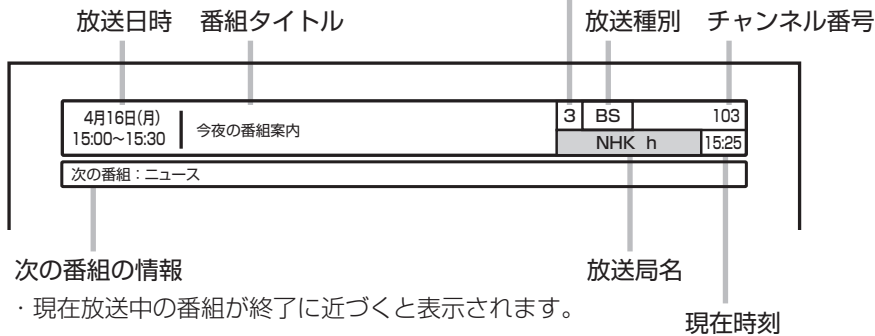 放送日時 番組タイトル 放送種別 チャンネル番号
4月16日(月) 3 BS 103
15:00~15:30 今夜の番組案内 NHK h 15:25
次の番組：ニュース
次の番組の情報 放送局名
・現在放送中の番組が終了に近づくと表示されます。
現在時刻